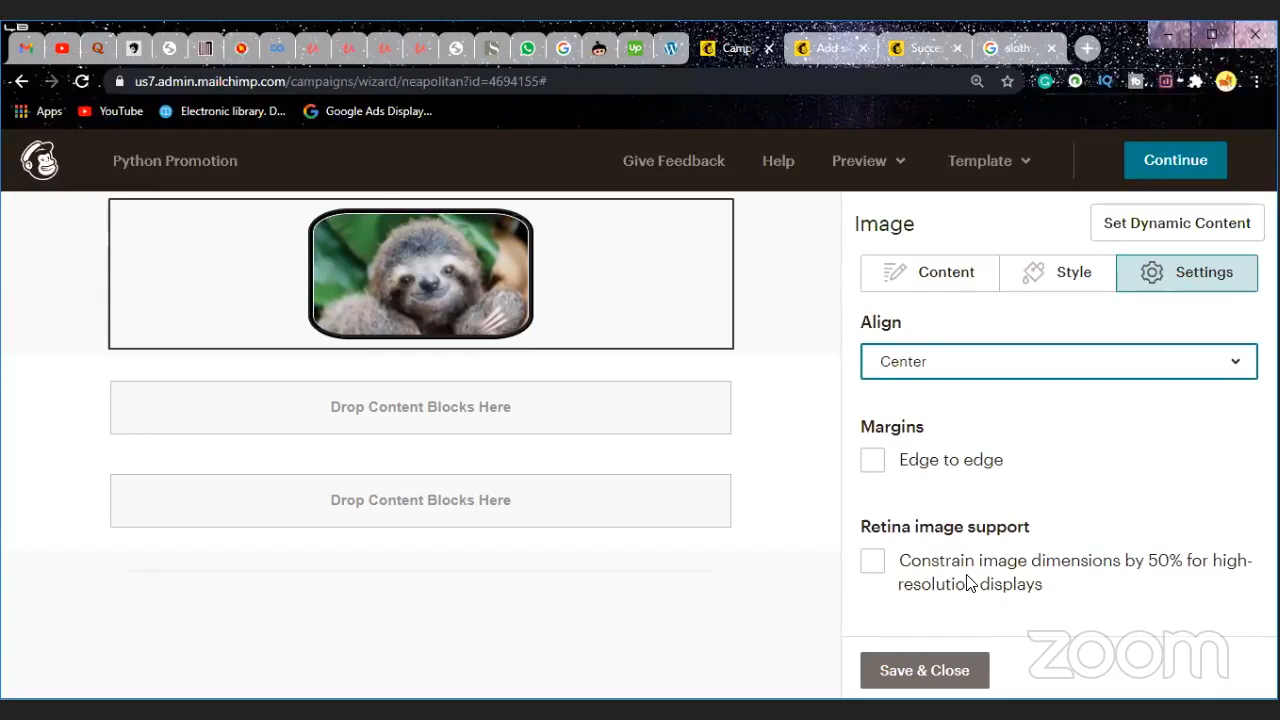 Camp
Add s
Succe
sloth
us7.admin.mailchimp.com/campaigns/wizard/neapolitan?id=4694155#
Apps YouTube Electronic library. D... Google Ads Display...
Python Promotion Give Feedback Help Preview Template Continue
Image Set Dynamic Content
Content Style Settings
Align
Center
Margins
Edge to edge
Retina image support
Constrain image dimensions by 50% for high-
resolution displays
Save & Close
Drop Content Blocks Here
Drop Content Blocks Here
zoom